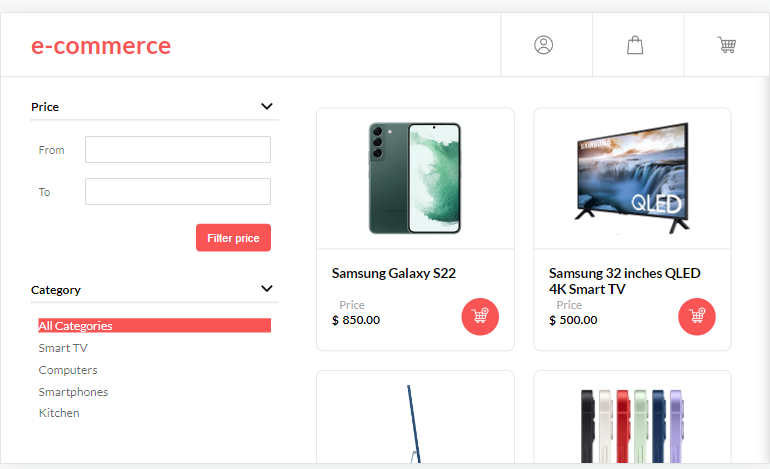 e-commerce
Price
From
To
Filter price
Category
All Categories
Smart TV
Computers
Smartphones
Kitchen
Samsung Galaxy S22
Price
$ 850.00
SAMSUNG
QLED
Samsung 32 inches QLED
4K Smart TV
Price
$ 500.00